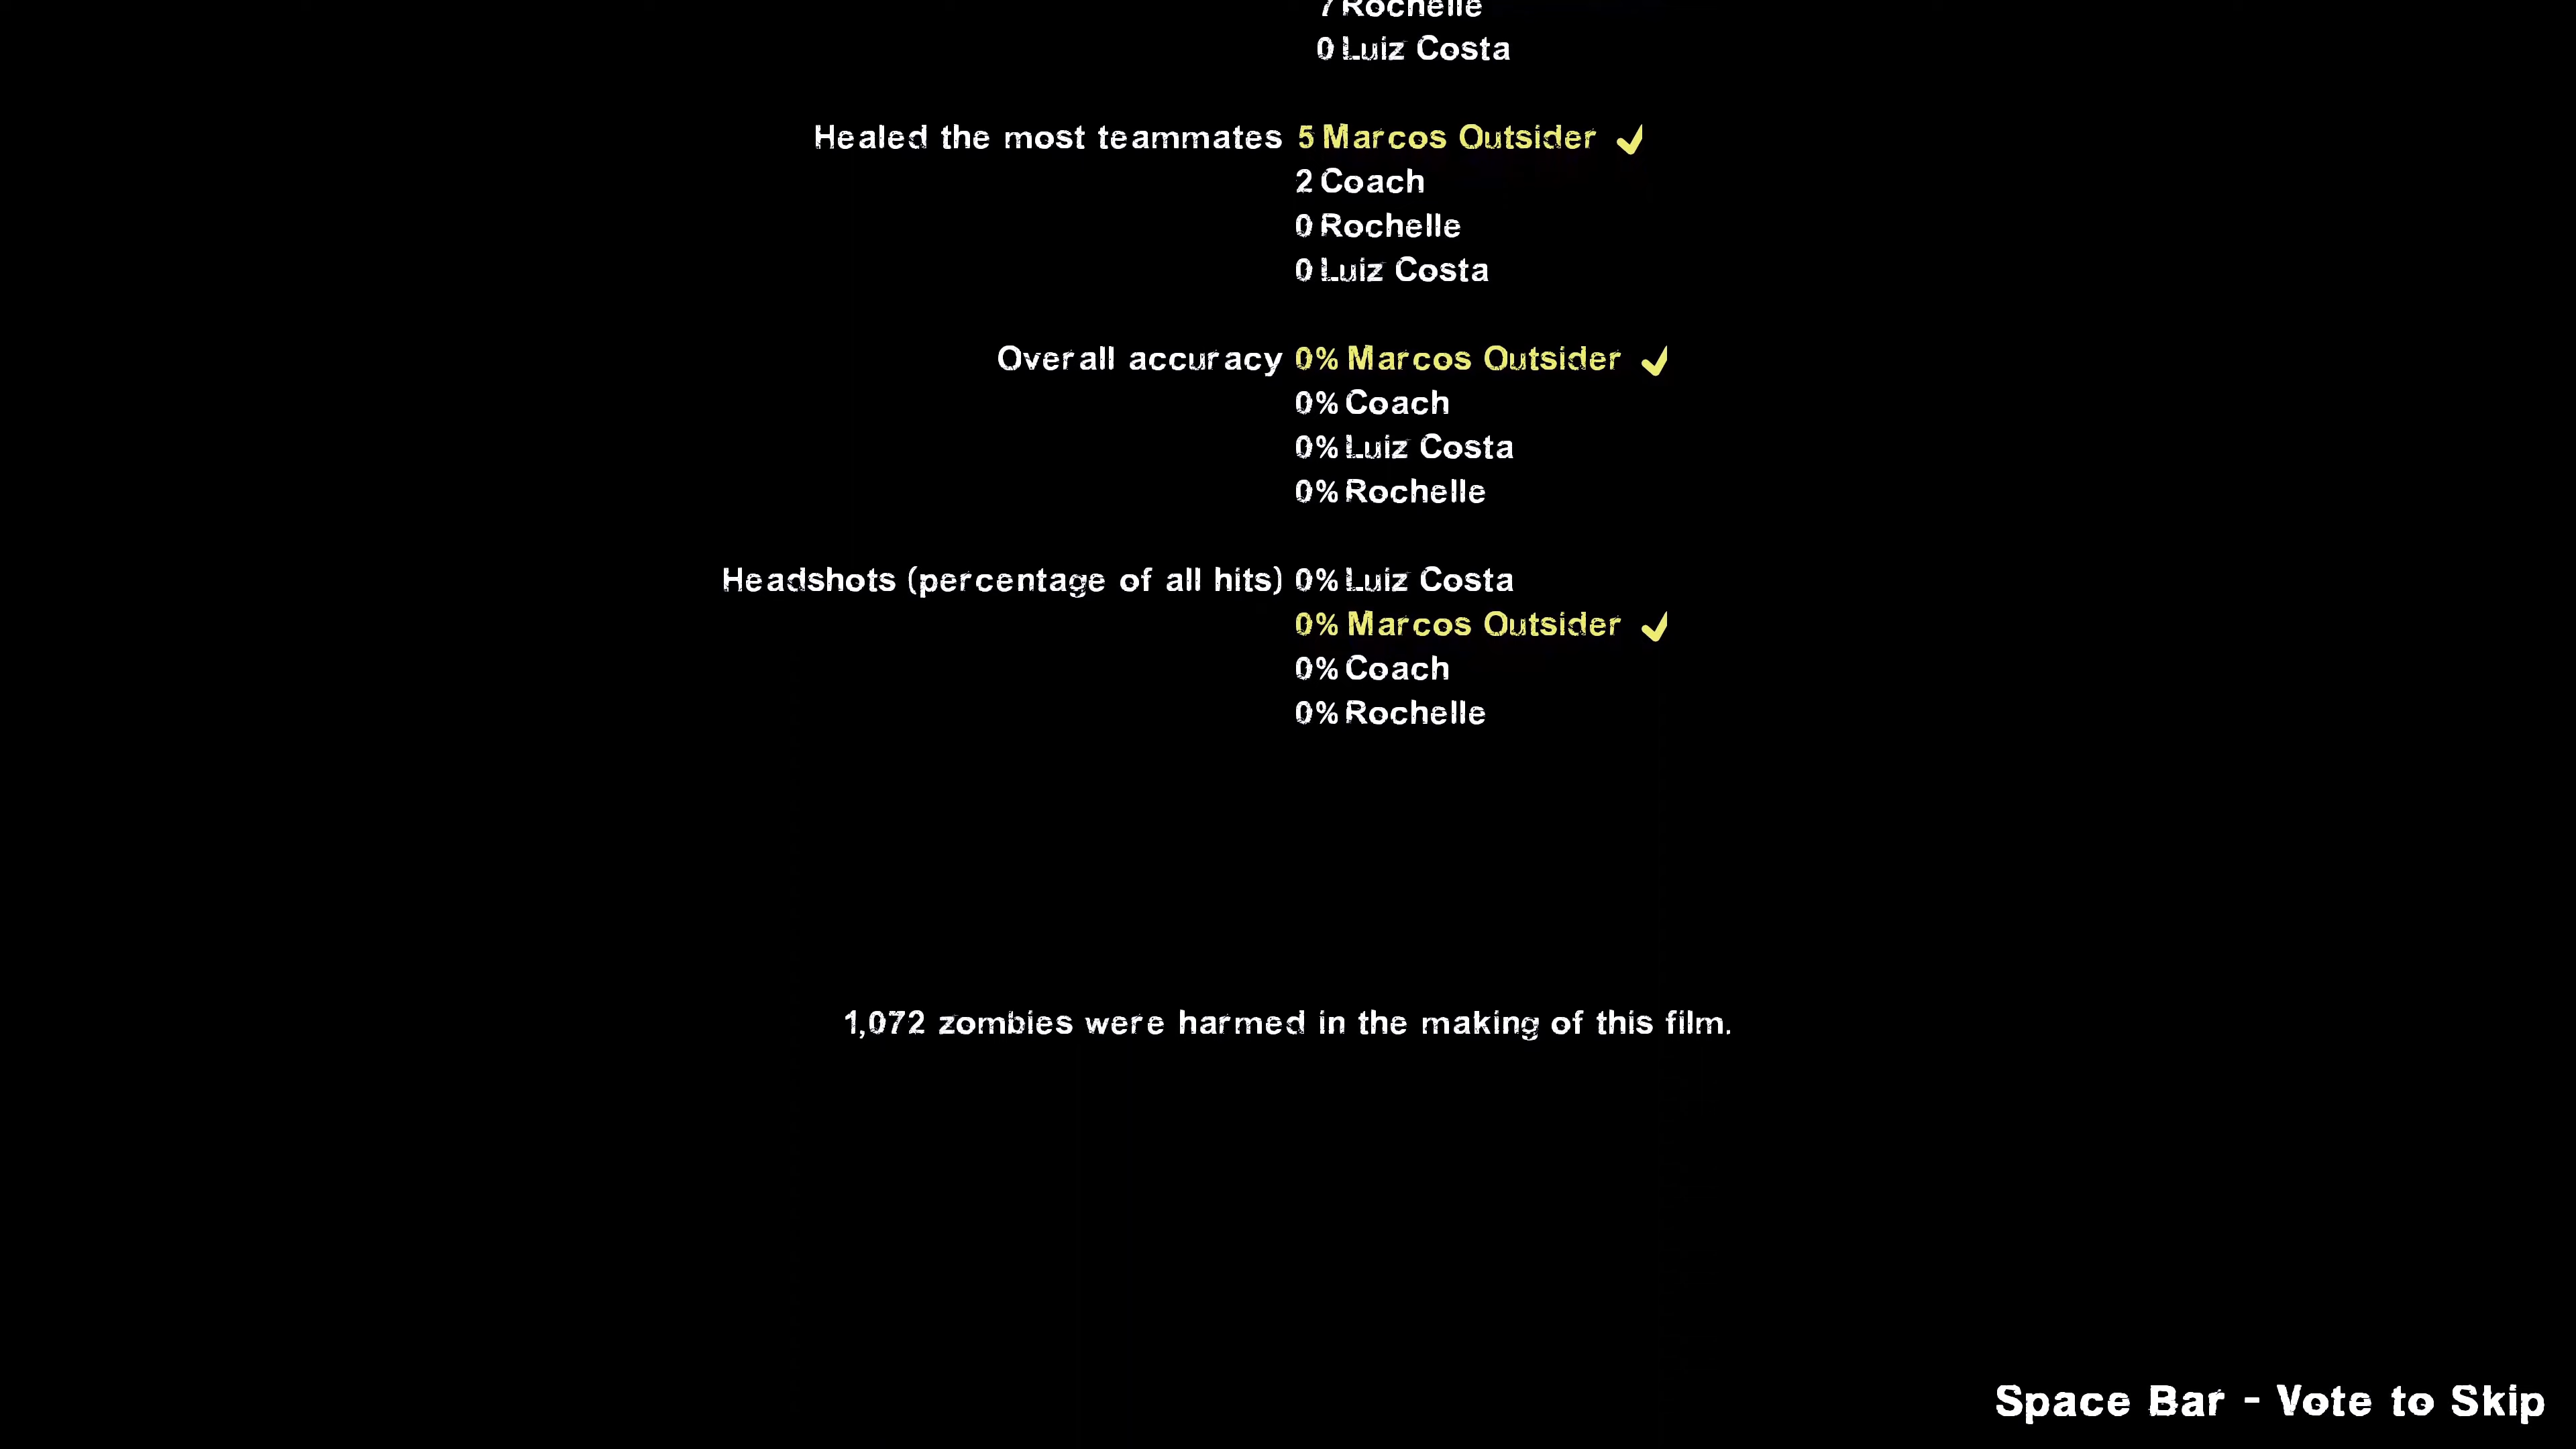 7 Rochelle
0 Luiz Costa
Healed the most teammates 5 Marcos Outsider
2 Coach
0 Rochelle
0 Luiz Costa
Overall accuracy 0% Marcos Outsider
0% Coach
0% Luiz Costa
0% Rochelle
Headshots (percentage of all hits) 0% Luiz Costa
0% Marcos Outsider
0% Coach
0% Rochelle
1,072 zombies were harmed in the making of this film.
Space Bar - Vote to Skip